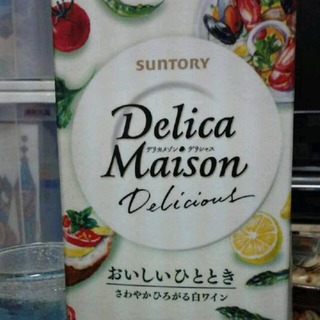 SUNTORY
Delica
デリカメゾン デリシャス
Maison
Delicious
おいしいひととき
さわやかひろがる白ワイン